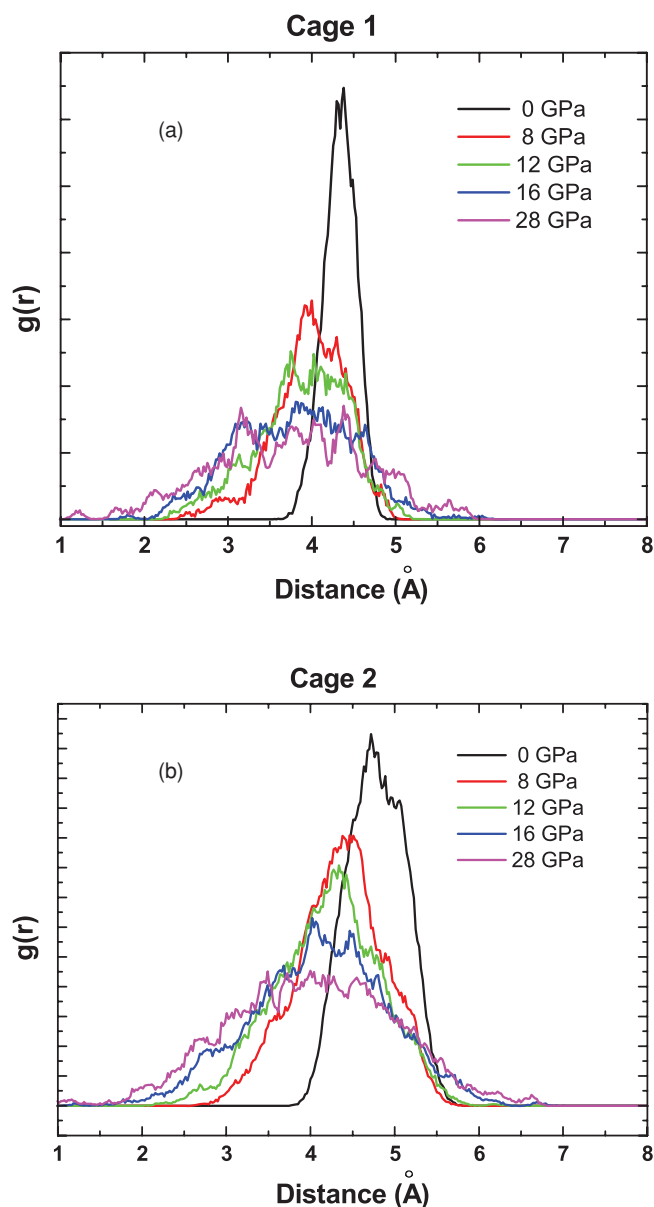 Cage 1
(a)
0 GPa
8 GPa
12 GPa
16 GPa
28 GPa
g(r)
1 2 3 4 5 6 7 8
Distance (Å)
Cage 2
(b)
0 GPa
8 GPa
12 GPa
16 GPa
28 GPa
g(r)
1 2 3 4 5 6 7 8
Distance (Å)